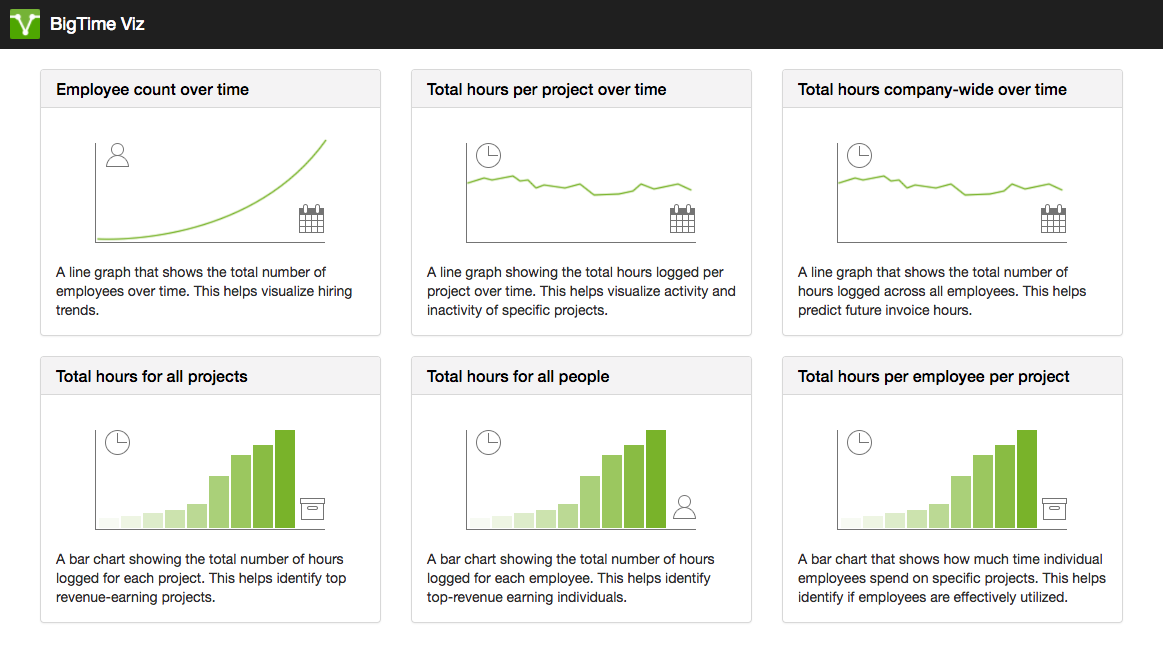 BigTime Viz
Employee count over time
A line graph that shows the total number of
employees over time. This helps visualize hiring
trends.
Total hours per project over time
A line graph showing the total hours logged per
project over time. This helps visualize activity and
inactivity of specific projects.
Total hours company-wide over time
A line graph that shows the total number of
hours logged across all employees. This helps
predict future invoice hours.
Total hours for all projects
A bar chart showing the total number of hours
logged for each project. This helps identify top
revenue-earning projects.
Total hours for all people
A bar chart showing the total number of hours
logged for each employee. This helps identify
top-revenue earning individuals.
Total hours per employee per project
A bar chart that shows how much time individual
employees spend on specific projects. This helps
identify if employees are effectively utilized.